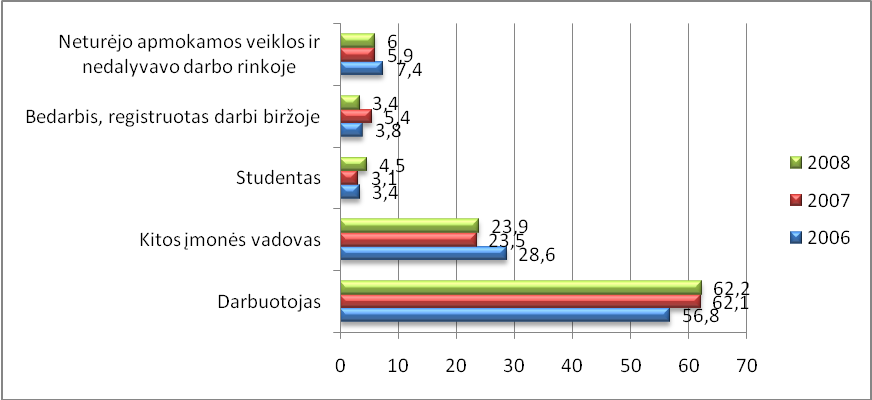 Neturėjo apmokamos veiklos ir
nedalyvavo darbo rinkoje
6
5,9
7,4
Bedarbis, registruotas darbi biržoje
3,4
5,4
3,8
Studentas
4,5
3,1
3,4
Kitos įmonės vadovas
23,9
23,5
28,6
Darbuotojas
62,2
62,1
56,8
0 10 20 30 40 50 60 70
2008
2007
2006